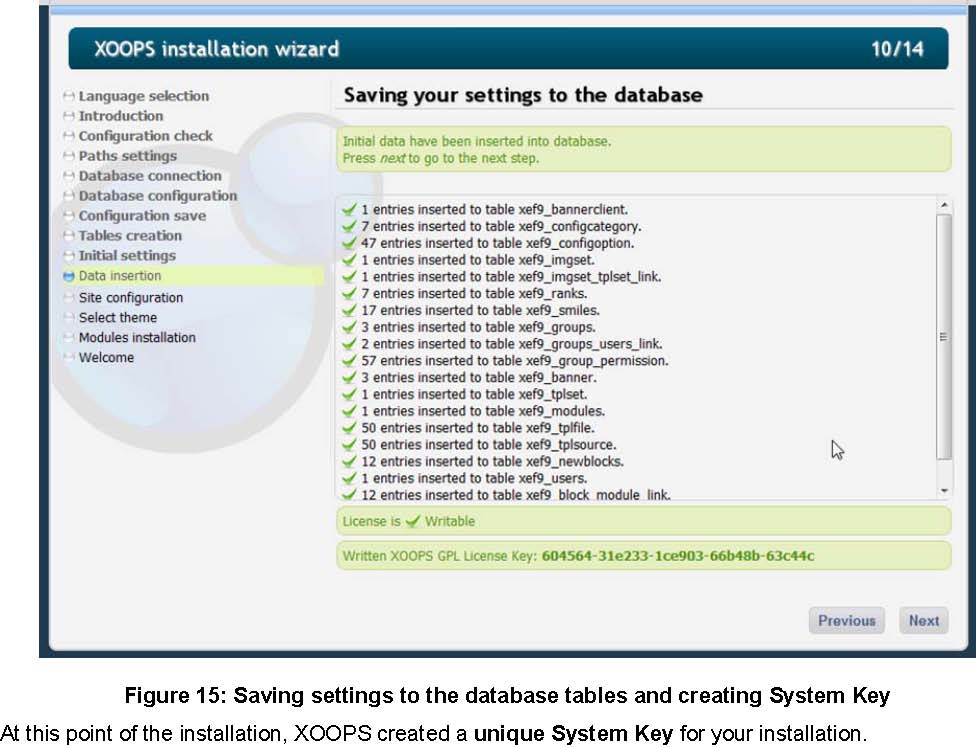 XOOPS installation wizard 10/14
Language selection
Introduction
Configuration check
Paths settings
Database connection
Database configuration
Configuration save
Tables creation
Initial settings
Data insertion
Site configuration
Select theme
Modules installation
Welcome
Saving your settings to the database
Initial data have been inserted into database.
Press next to go to the next step.
1 entries inserted to table xef9_bannerclient.
7 entries inserted to table xef9_configcategory.
47 entries inserted to table xef9_configoption.
1 entries inserted to table xef9_imgset.
1 entries inserted to table xef9_imgset_tplset_link.
7 entries inserted to table xef9_ranks.
17 entries inserted to table xef9_smiles.
3 entries inserted to table xef9_groups.
2 entries inserted to table xef9_groups_users_link.
57 entries inserted to table xef9_group_permission.
3 entries inserted to table xef9_banner.
1 entries inserted to table xef9_tplset.
1 entries inserted to table xef9_modules.
50 entries inserted to table xef9_tplfile.
50 entries inserted to table xef9_tplsource.
12 entries inserted to table xef9_newblocks.
1 entries inserted to table xef9_users.
12 entries inserted to table xef9_block_module_link.
License is Writable
Written XOOPS GPL License Key: 604564-31e233-1ce903-66b48b-63c44c
Previous Next
Figure 15: Saving settings to the database tables and creating System Key
At this point of the installation, XOOPS created a unique System Key for your installation.